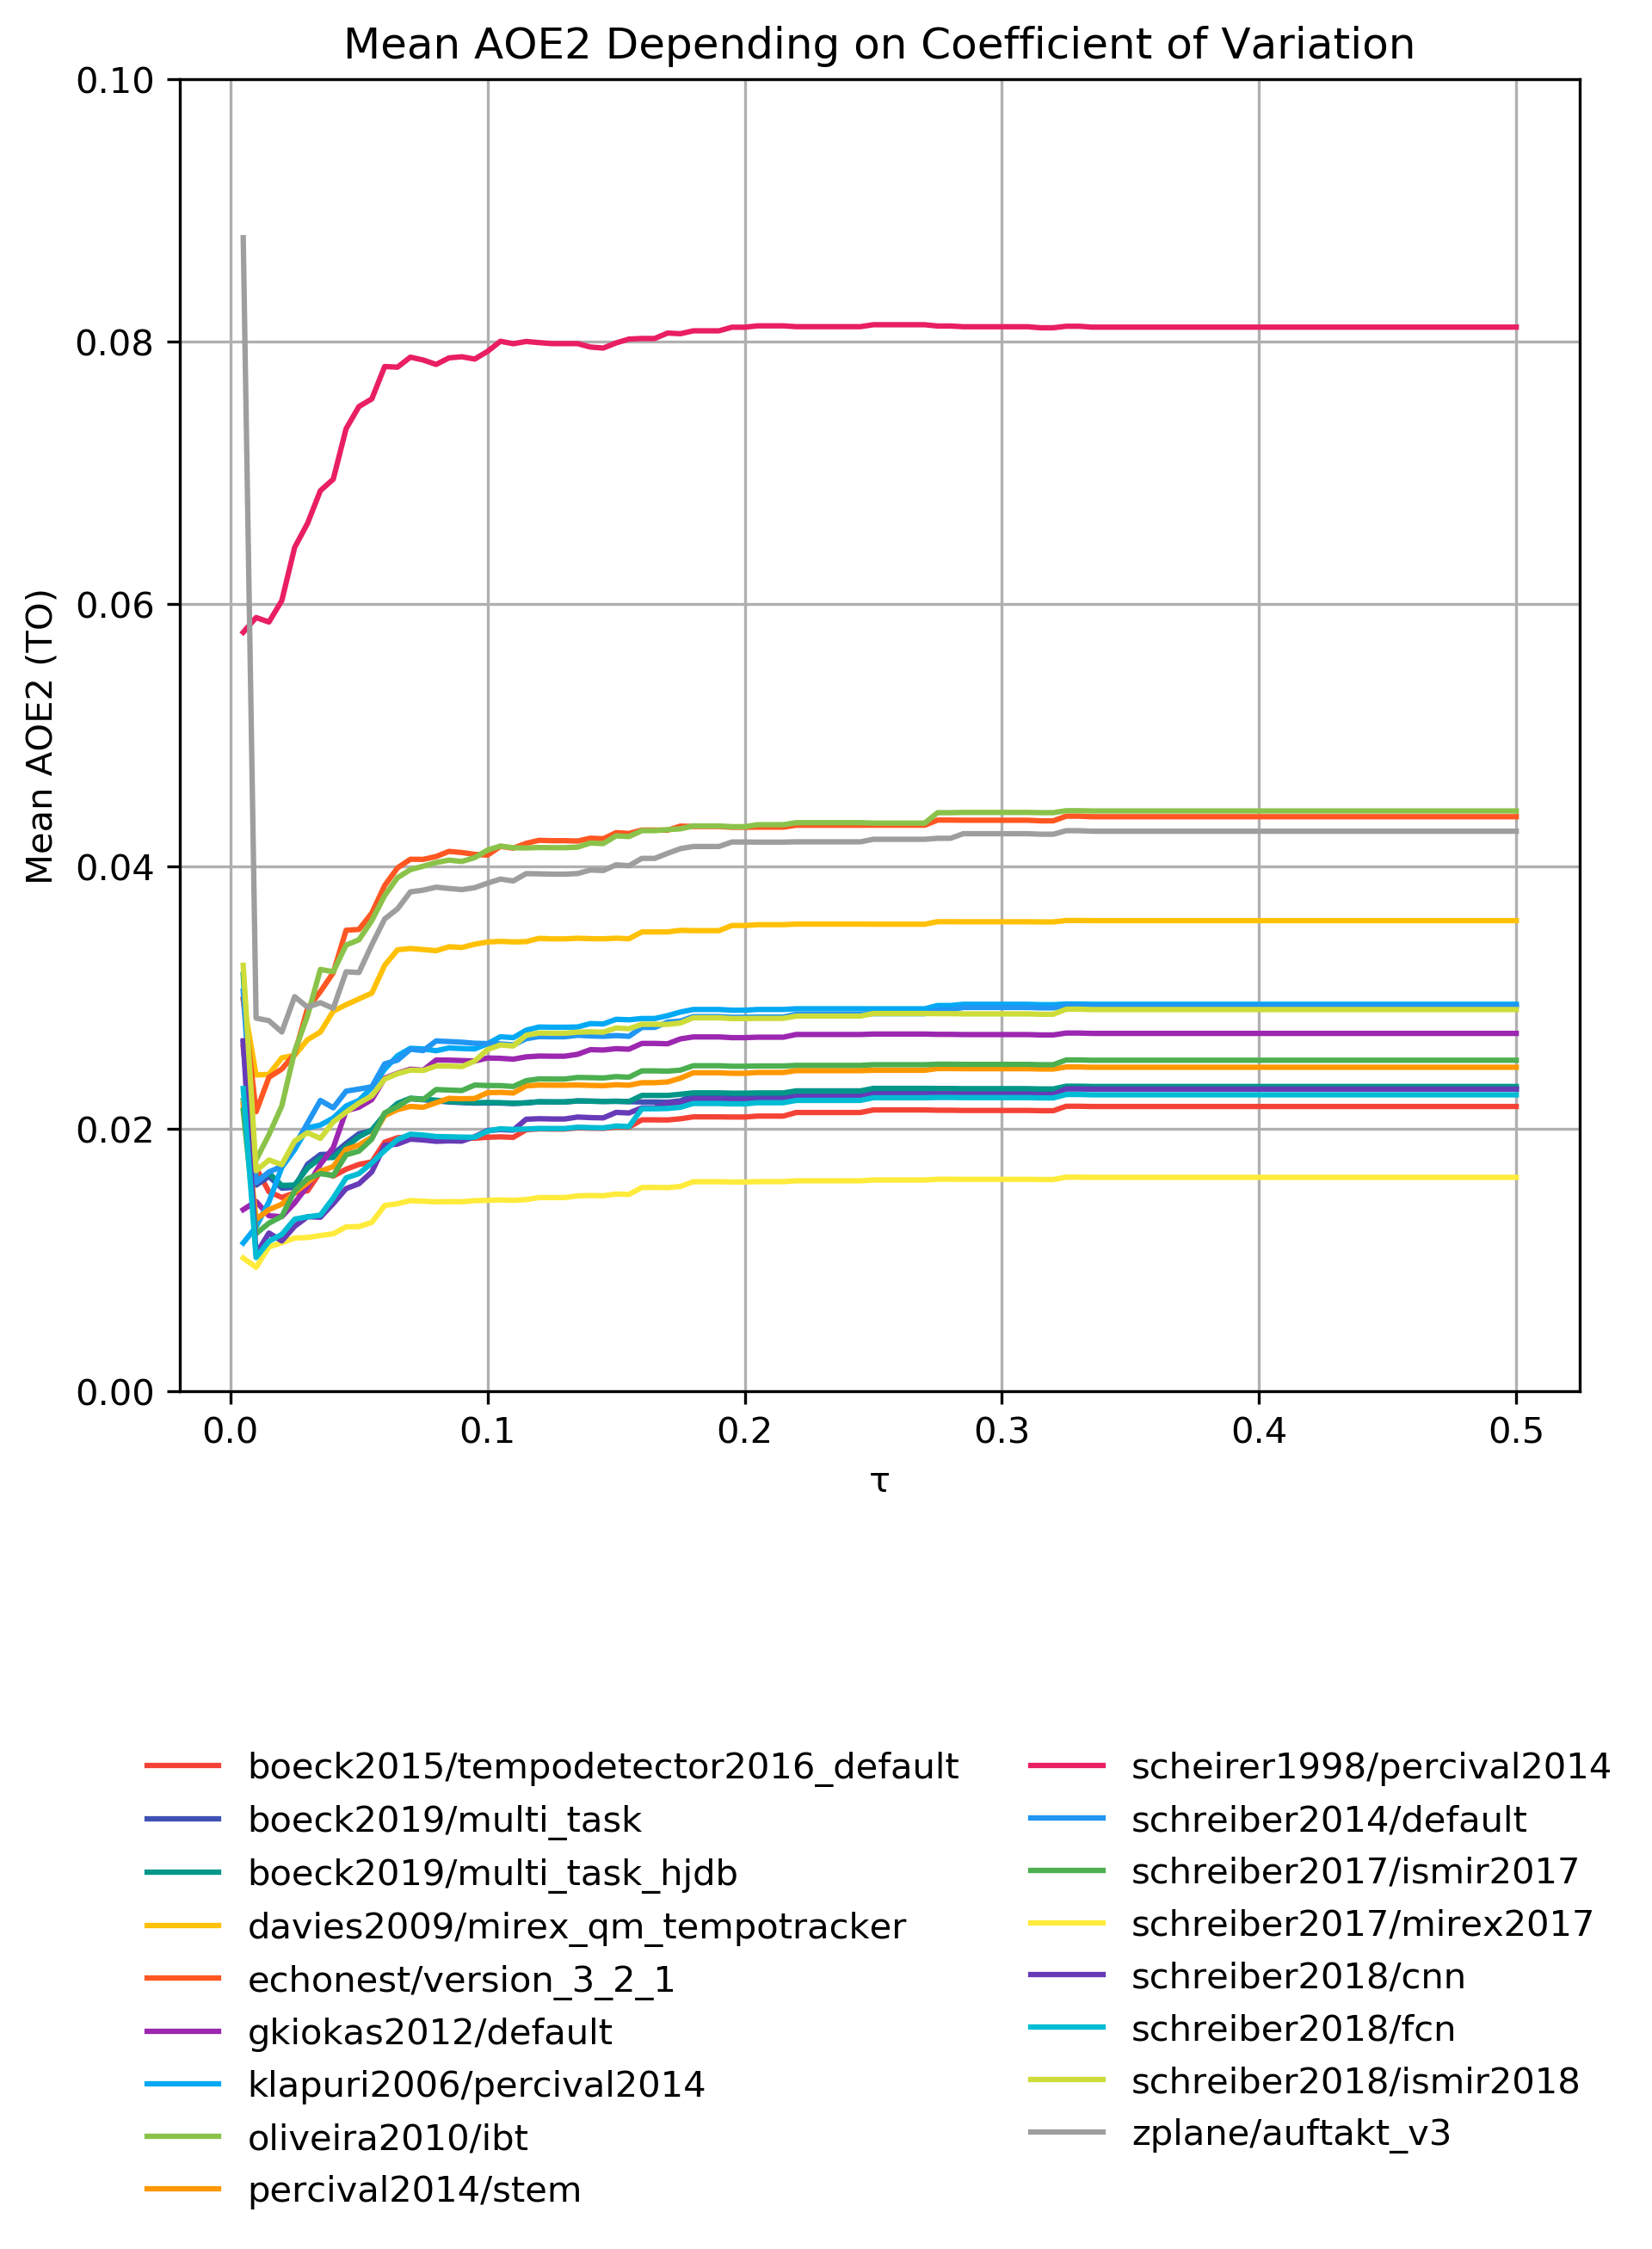 Mean AOE2 Depending on Coefficient of Variation
0.10
0.08
0.06
0.04
0.02
0.00
Mean AOE2 (TO)
0.0 0.1 0.2 0.3 0.4 0.5
τ
boeck2015/tempodetector2016_default
boeck2019/multi_task
boeck2019/multi_task_hjdb
davies2009/mirex_qm_tempotracker
echonest/version_3_2_1
gkiokas2012/default
klapuri2006/percival2014
oliveira2010/ibt
percival2014/stem
scheirer1998/percival2014
schreiber2014/default
schreiber2017/ismir2017
schreiber2017/mirex2017
schreiber2018/cnn
schreiber2018/fcn
schreiber2018/ismir2018
zplane/auftakt_v3